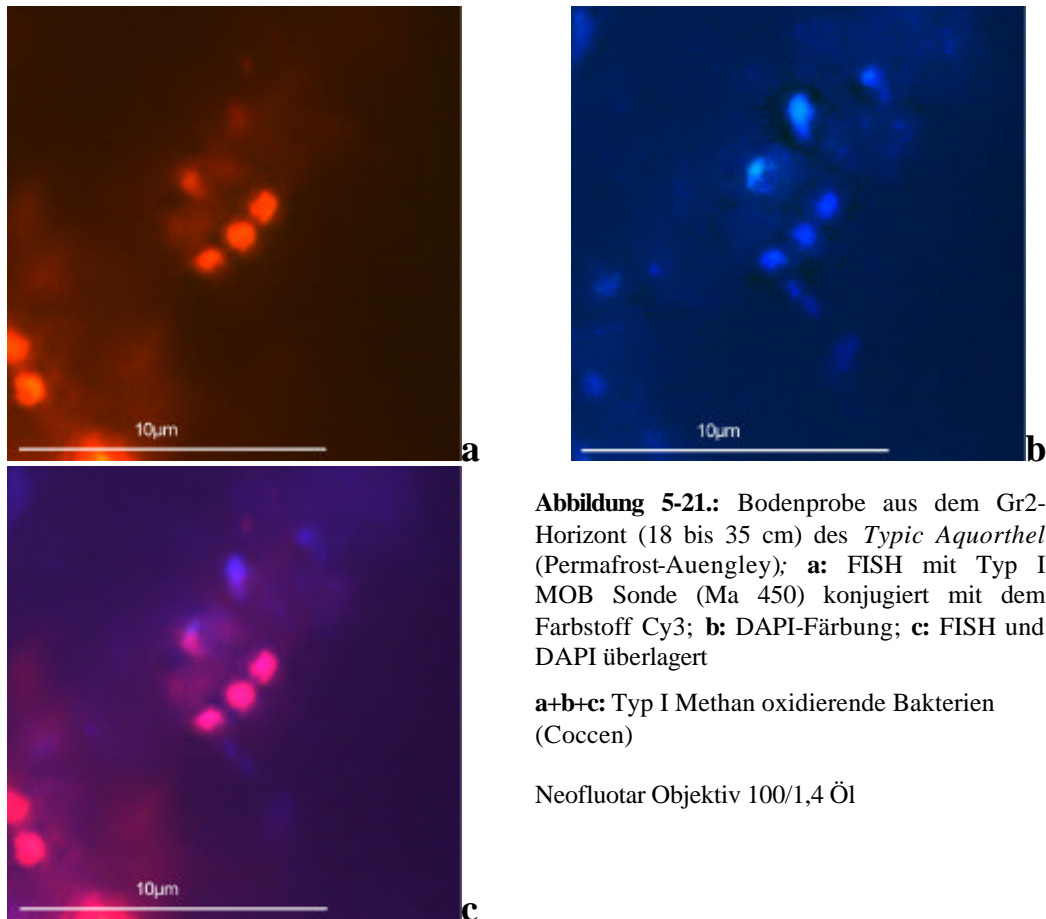 10µm
a
10µm
b
10µm
c
Abbildung 5-21.: Bodenprobe aus dem Gr2-
Horizont (18 bis 35 cm) des Typic Aquorthel
(Permafrost-Auengley); a: FISH mit Typ I
MOB Sonde (Ma 450) konjugiert mit dem
Farbstoff Cy3; b: DAPI-Färbung; c: FISH und
DAPI überlagert
a+b+c: Typ I Methan oxidierende Bakterien
(Coccen)
Neofluotar Objektiv 100/1,4 Öl